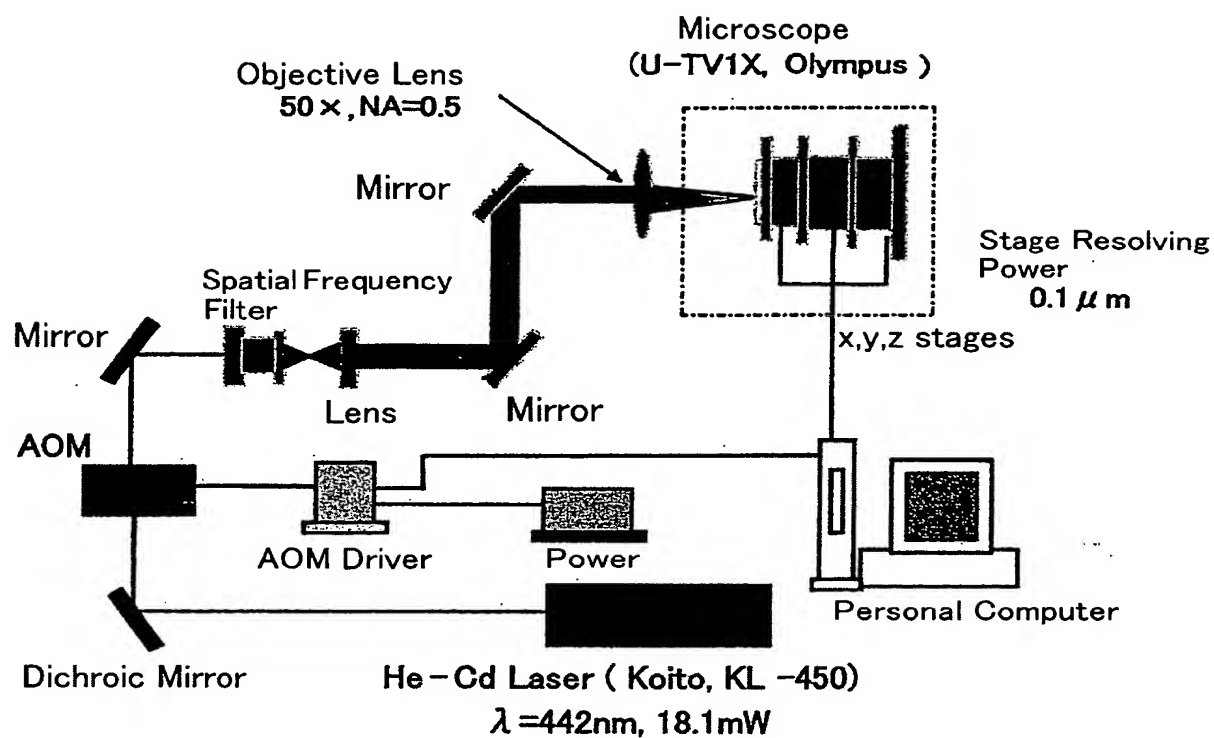 Microscope
(U-TV1X, Olympus )
Objective Lens
50×, NA=0.5
Mirror
Stage Resolving
Power
0.1 μm
Spatial Frequency
Filter
Mirror
x,y,z stages
Lens
Mirror
AOM
AOM Driver
Power
Personal Computer
Dichroic Mirror
He-Cd Laser ( Koito, KL -450)
λ=442nm, 18.1mW